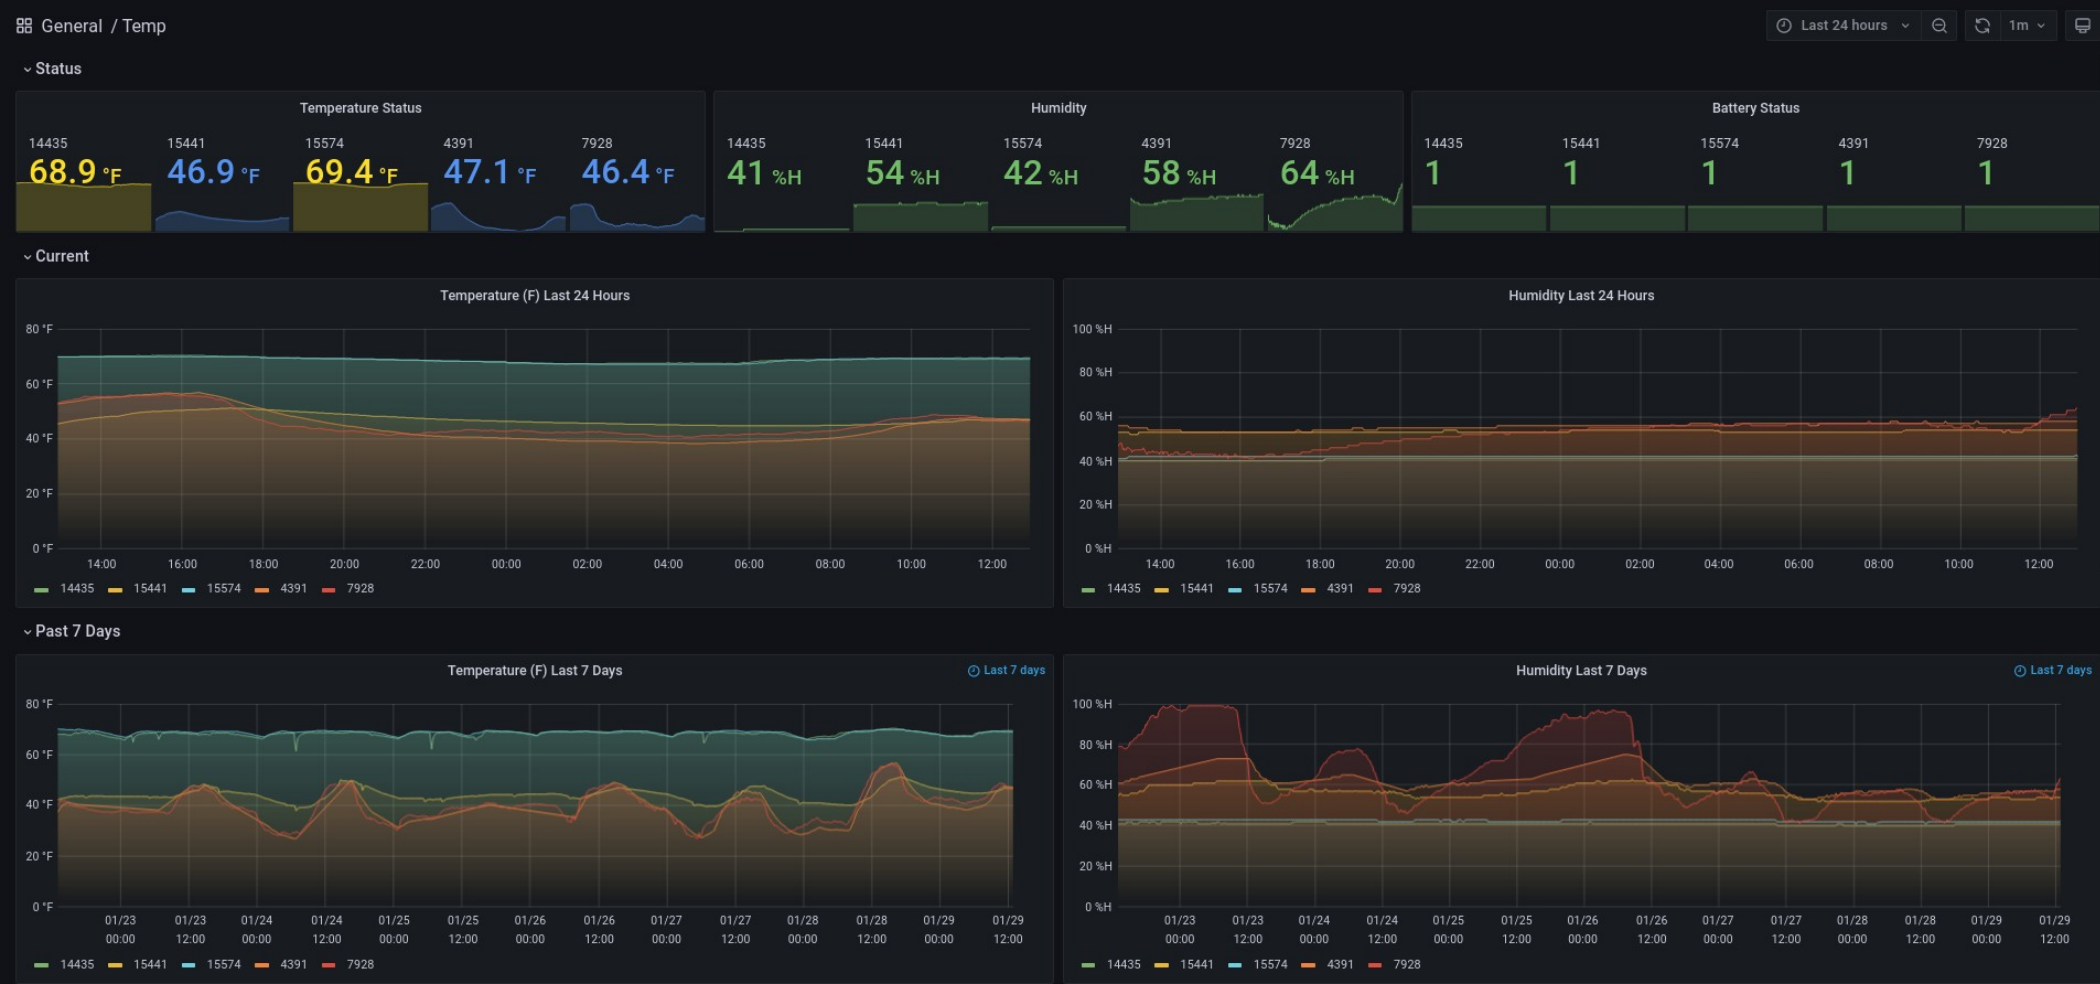 General / Temp
Last 24 hours
1m
Status
Temperature Status
14435 15441 15574 4391 7928
68.9 °F 46.9 °F 69.4 °F 47.1 °F 46.4 °F
Humidity
14435 15441 15574 4391 7928
41 %H 54 %H 42 %H 58 %H 64 %H
Battery Status
14435 15441 15574 4391 7928
1 1 1 1 1
Current
Temperature (F) Last 24 Hours
80 °F
60 °F
40 °F
20 °F
0 °F
14:00 16:00 18:00 20:00 22:00 00:00 02:00 04:00 06:00 08:00 10:00 12:00
14435 15441 15574 4391 7928
Humidity Last 24 Hours
100 %H
80 %H
60 %H
40 %H
20 %H
0 %H
14:00 16:00 18:00 20:00 22:00 00:00 02:00 04:00 06:00 08:00 10:00 12:00
14435 15441 15574 4391 7928
Past 7 Days
Temperature (F) Last 7 Days
Last 7 days
80 °F
60 °F
40 °F
20 °F
0 °F
01/23 01/23 01/24 01/24 01/25 01/25 01/26 01/26 01/27 01/27 01/28 01/28 01/29 01/29
00:00 12:00 00:00 12:00 00:00 12:00 00:00 12:00 00:00 12:00 00:00 12:00 00:00 12:00
14435 15441 15574 4391 7928
Humidity Last 7 Days
Last 7 days
100 %H
80 %H
60 %H
40 %H
20 %H
0 %H
01/23 01/23 01/24 01/24 01/25 01/25 01/26 01/26 01/27 01/27 01/28 01/28 01/29 01/29
00:00 12:00 00:00 12:00 00:00 12:00 00:00 12:00 00:00 12:00 00:00 12:00 00:00 12:00
14435 15441 15574 4391 7928